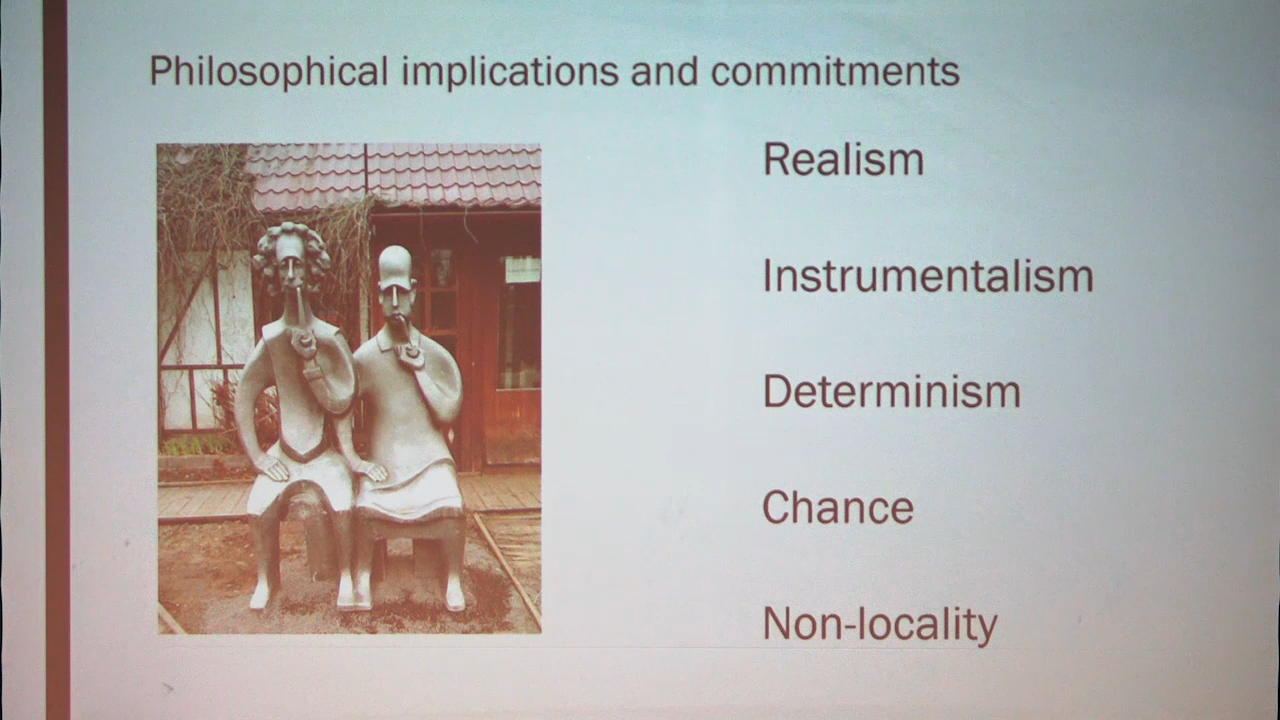 Philosophical implications and commitments
Realism
Instrumentalism
Determinism
Chance
Non-locality